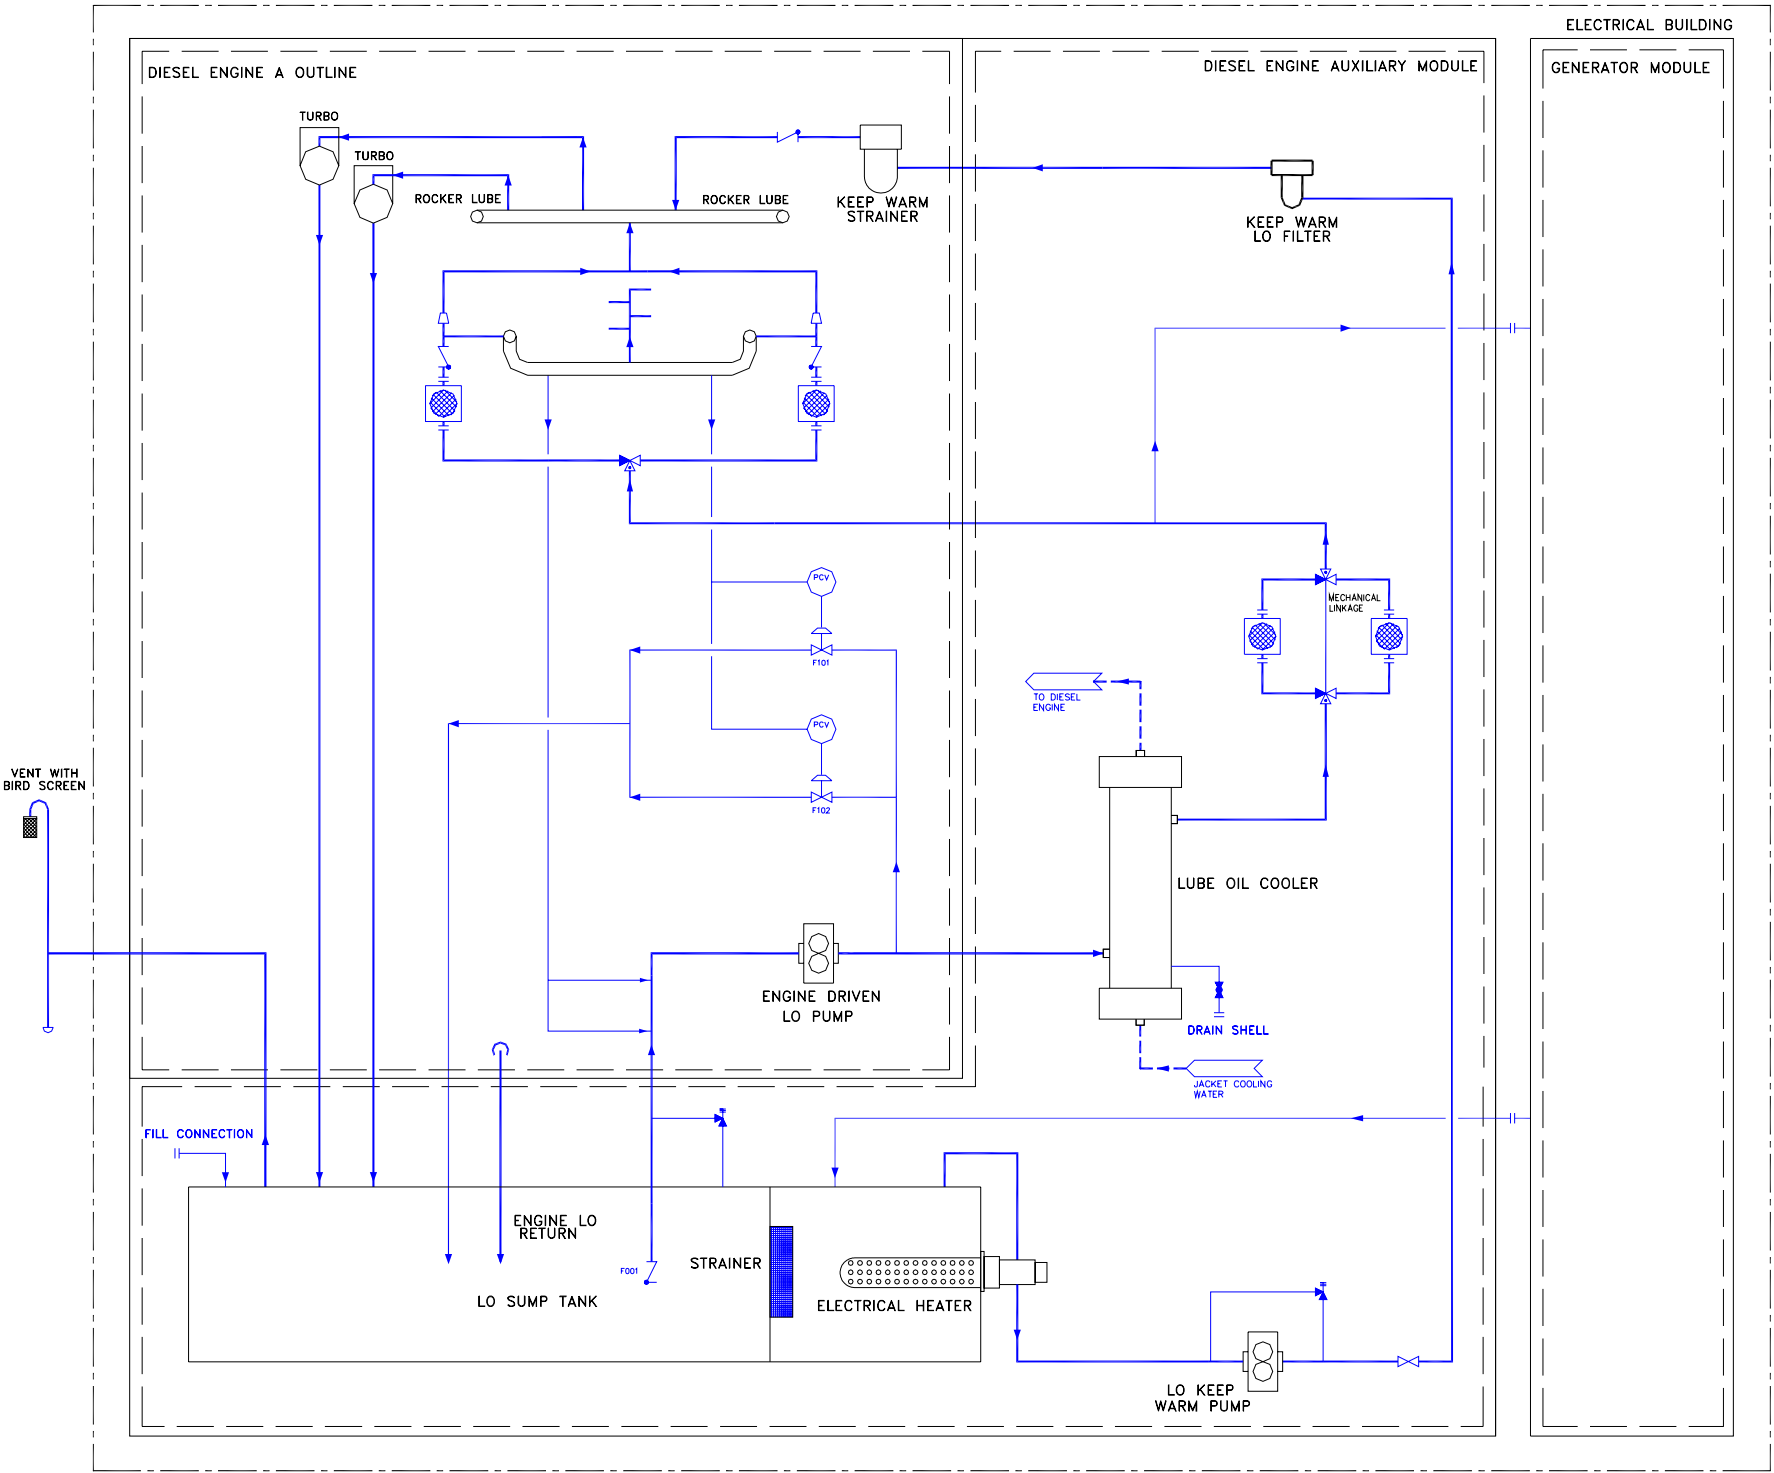 ELECTRICAL BUILDING
DIESEL ENGINE A OUTLINE
DIESEL ENGINE AUXILIARY MODULE
GENERATOR MODULE
TURBO
TURBO
ROCKER LUBE
ROCKER LUBE
KEEP WARM
STRAINER
KEEP WARM
LO FILTER
PCV
F101
MECHANICAL
LINKAGE
TO DIESEL
ENGINE
PCV
F102
VENT WITH
BIRD SCREEN
LUBE OIL COOLER
ENGINE DRIVEN
LO PUMP
DRAIN SHELL
JACKET COOLING
WATER
FILL CONNECTION
ENGINE LO
RETURN
F001
STRAINER
LO SUMP TANK
ELECTRICAL HEATER
LO KEEP
WARM PUMP